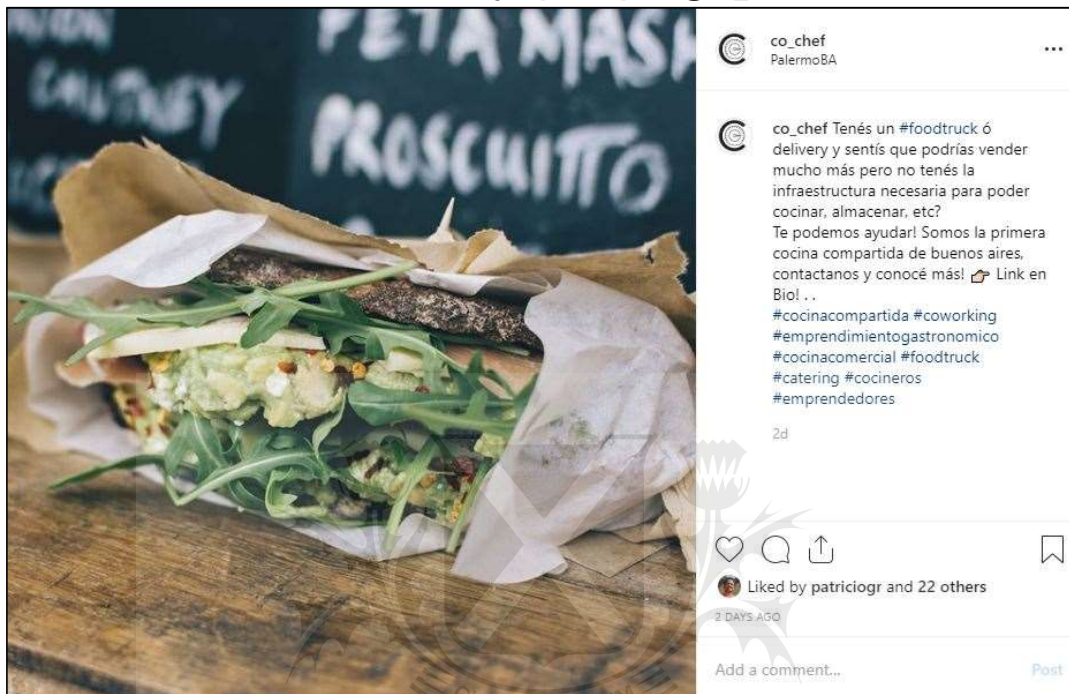 CHUTNEY
FETA MASH
PROSCUITTO
co_chef
PalermoBA
co_chef Tenés un #foodtruck ó
delivery y sentís que podrías vender
mucho más pero no tenés la
infraestructura necesaria para poder
cocinar, almacenar, etc?
Te podemos ayudar! Somos la primera
cocina compartida de buenos aires,
contactanos y conocé más! 👉 Link en
Bio! . .
#cocinacompartida #coworking
#emprendimientogastronomico
#cocinacomercial #foodtruck
#catering #cocineros
#emprendedores
2d
Liked by patriciogr and 22 others
2 DAYS AGO
Add a comment... Post